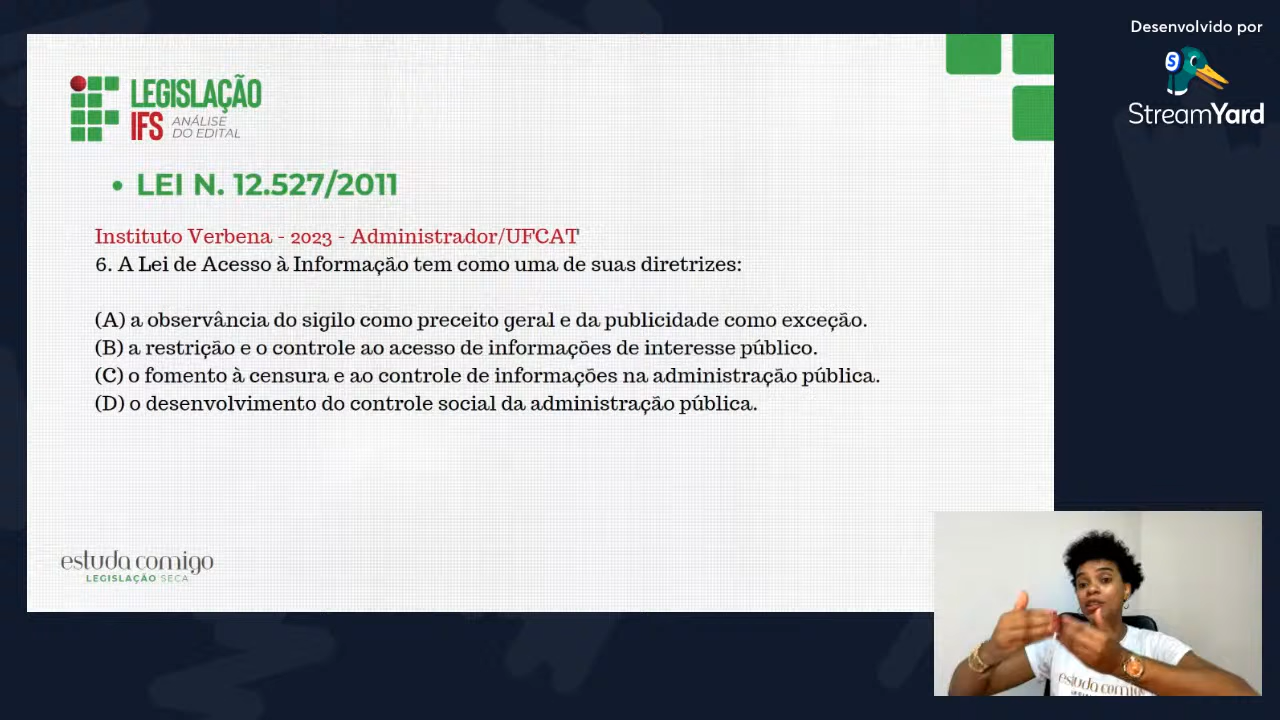 Desenvolvido por
StreamYard
LEGISLAÇÃO
IFS ANÁLISE
DO EDITAL
• LEI N. 12.527/2011
Instituto Verbena - 2023 - Administrador/UFCAT
6. A Lei de Acesso à Informação tem como uma de suas diretrizes:
(A) a observância do sigilo como preceito geral e da publicidade como exceção.
(B) a restrição e o controle ao acesso de informações de interesse público.
(C) o fomento à censura e ao controle de informações na administração pública.
(D) o desenvolvimento do controle social da administração pública.
estuda comigo
LEGISLAÇÃO SECA
estuda comigo